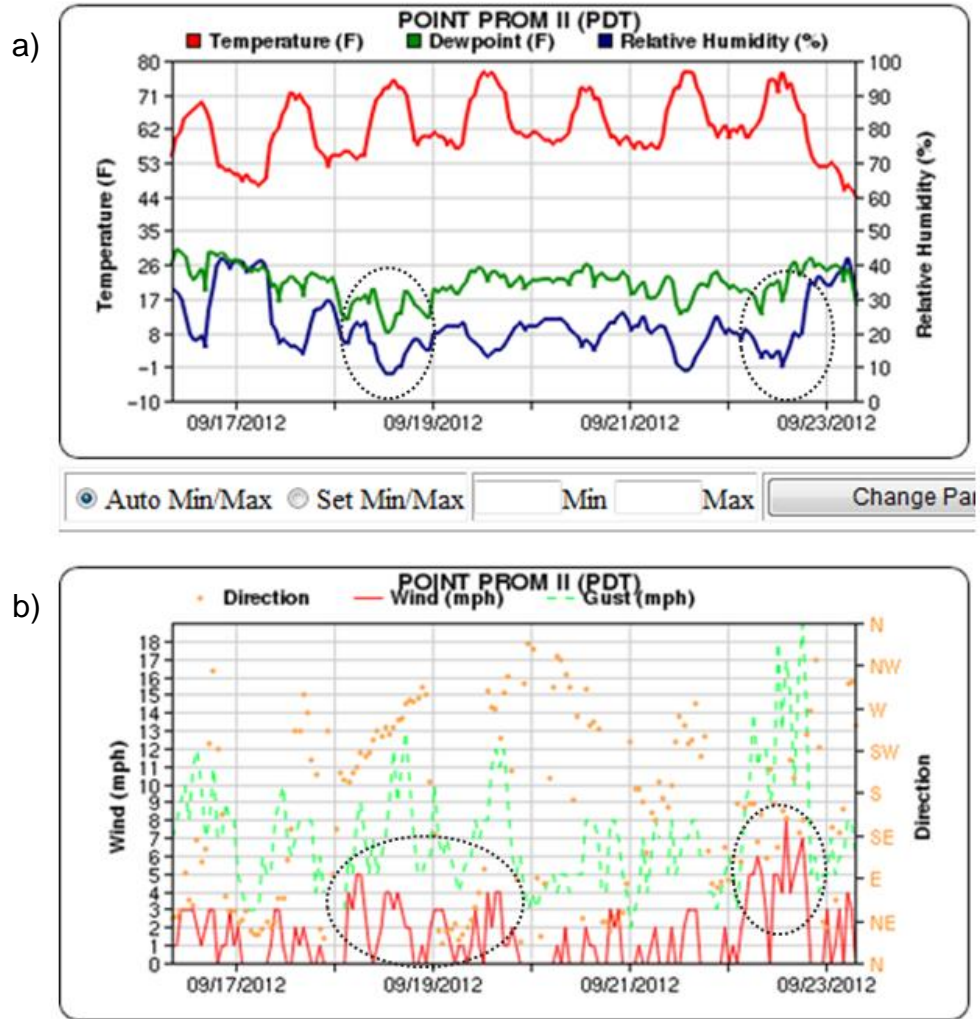 a)
POINT PROM II (PDT)
Temperature (F) Dewpoint (F) Relative Humidity (%)
80 100
71 90
62 80
53 70
44 60
35 50
26 40
17 30
8 20
-1 10
-10 0
Temperature (F)
Relative Humidity (%)
09/17/2012 09/19/2012 09/21/2012 09/23/2012
Auto Min/Max Set Min/Max Min Max Change Par
b)
POINT PROM II (PDT)
Direction Wind (mph) Gust (mph)
18
17
16
15
14
13
12
11
10
9
8
7
6
5
4
3
2
1
0
Wind (mph)
N
NW
W
SW
S
SE
E
NE
N
Direction
09/17/2012 09/19/2012 09/21/2012 09/23/2012